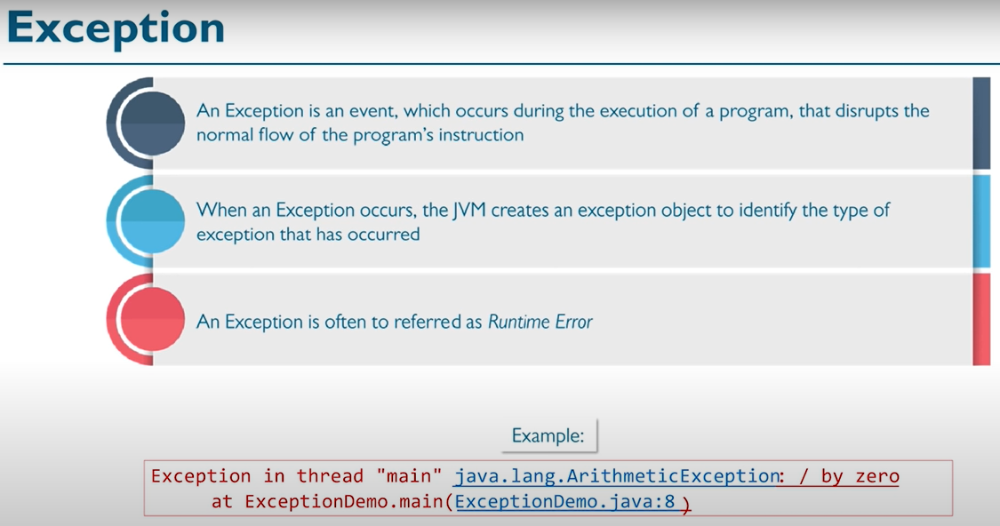 Exception
An Exception is an event, which occurs during the execution of a program, that disrupts the
normal flow of the program's instruction
When an Exception occurs, the JVM creates an exception object to identify the type of
exception that has occurred
An Exception is often to referred as Runtime Error
Example:
Exception in thread "main" java.lang.ArithmeticException: / by zero
at ExceptionDemo.main(ExceptionDemo.java:8 )